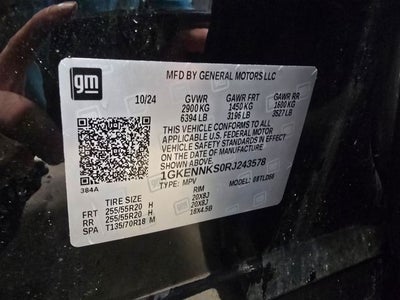 gm
MFD BY GENERAL MOTORS LLC
10/24 GVWR GAWR FRT GAWR RR
2900 KG 1450 KG 1600 KG
6394 LB 3196 LB 3527 LB
THIS VEHICLE CONFORMS TO ALL
APPLICABLE U.S. FEDERAL MOTOR
VEHICLE SAFETY STANDARDS IN EFFECT
ON THE DATE OF MANUFACTURE
SHOWN ABOVE
1GKENNKS0RJ243578
384A TYPE: MPV MODEL:
TIRE SIZE RIM
FRT 255/55R20 H 20X8J
RR 255/55R20 H 20X8J
SPA T135/70R18 M 18X4.5B